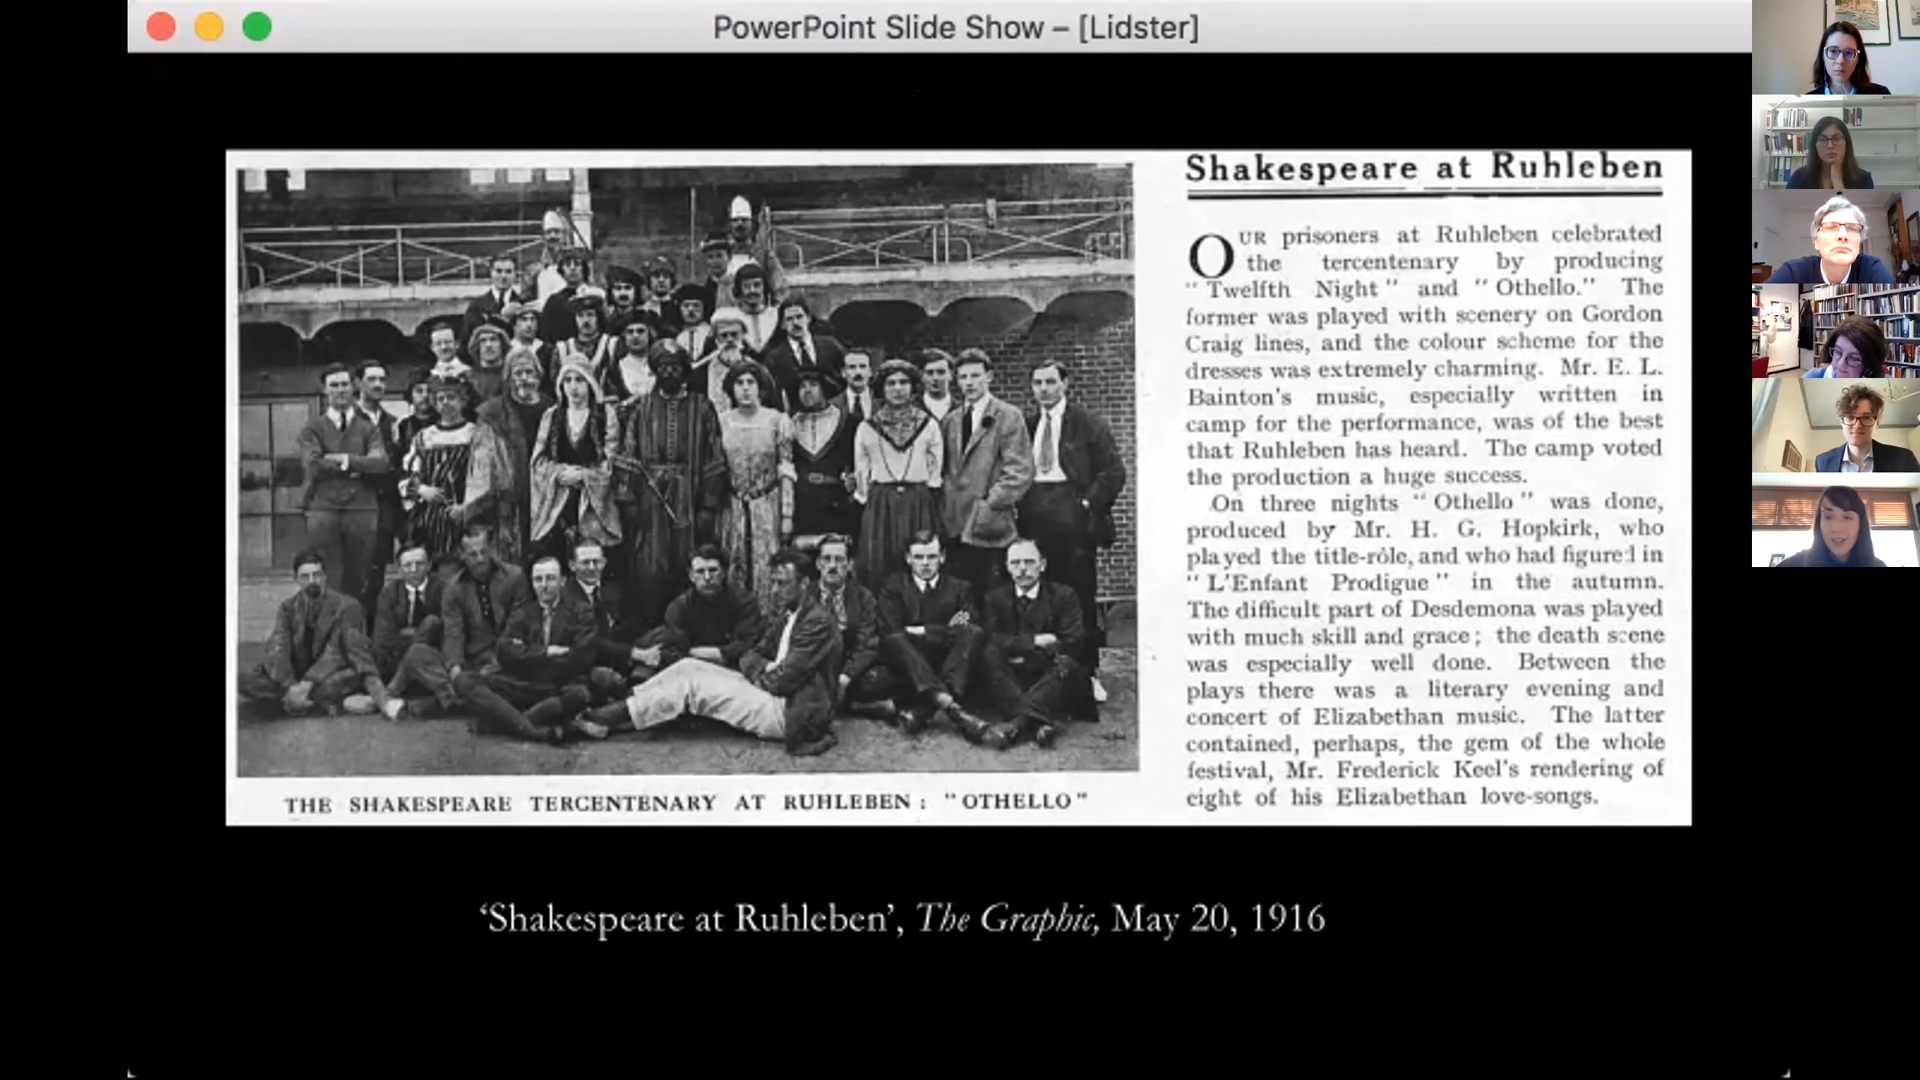 PowerPoint Slide Show – [Lidster]
Shakespeare at Ruhleben
OUR prisoners at Ruhleben celebrated
the tercentenary by producing
"Twelfth Night" and "Othello." The
former was played with scenery on Gordon
Craig lines, and the colour scheme for the
dresses was extremely charming. Mr. E. L.
Bainton's music, especially written in
camp for the performance, was of the best
that Ruhleben has heard. The camp voted
the production a huge success.
On three nights "Othello" was done,
produced by Mr. H. G. Hopkirk, who
played the title-rôle, and who had figured in
"L'Enfant Prodigue" in the autumn.
The difficult part of Desdemona was played
with much skill and grace; the death scene
was especially well done. Between the
plays there was a literary evening and
concert of Elizabethan music. The latter
contained, perhaps, the gem of the whole
festival, Mr. Frederick Keel's rendering of
eight of his Elizabethan love-songs.
THE SHAKESPEARE TERCENTENARY AT RUHLEBEN: "OTHELLO"
‘Shakespeare at Ruhleben’, The Graphic, May 20, 1916